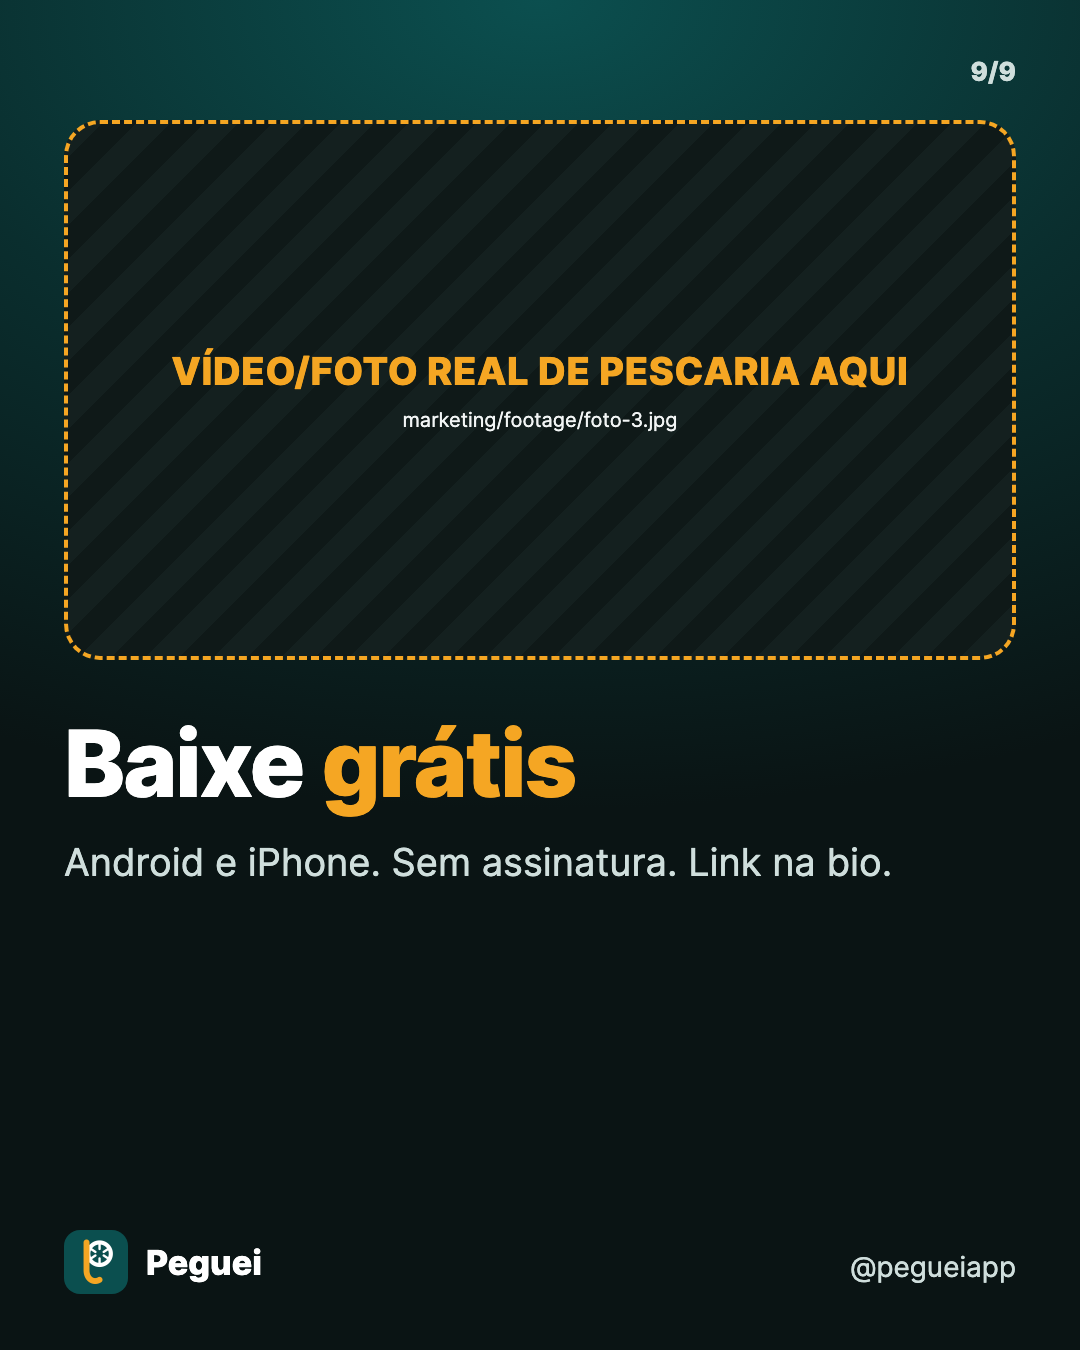 9/9
VÍDEO/FOTO REAL DE PESCARIA AQUI
marketing/footage/foto-3.jpg
Baixe grátis
Android e iPhone. Sem assinatura. Link na bio.
Peguei
@pegueiapp